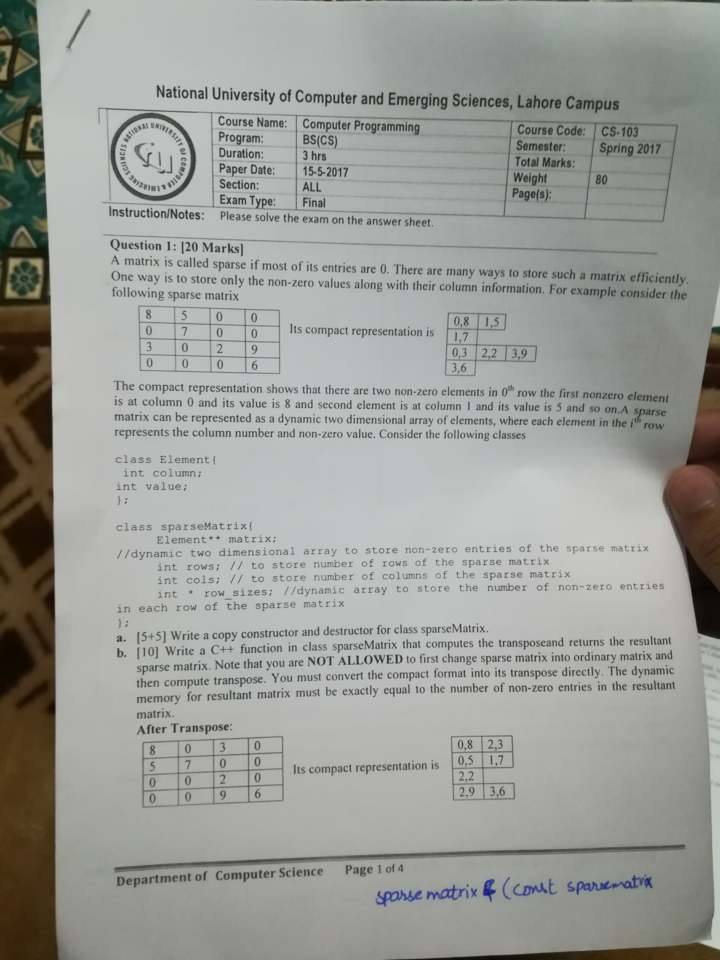 National University of Computer and Emerging Sciences, Lahore Campus
NATIONAL UNIVERSITY OF COMPUTER & EMERGING SCIENCES
Course Name: Computer Programming Course Code: CS-103
Program: BS(CS) Semester: Spring 2017
Duration: 3 hrs Total Marks:
Paper Date: 15-5-2017 Weight 80
Section: ALL Page(s):
Exam Type: Final
Instruction/Notes: Please solve the exam on the answer sheet.
Question 1: [20 Marks]
A matrix is called sparse if most of its entries are 0. There are many ways to store such a matrix efficiently.
One way is to store only the non-zero values along with their column information. For example consider the
following sparse matrix
8 5 0 0
0 7 0 0
3 0 2 9
0 0 0 6
Its compact representation is
0,8 1,5
1,7
0,3 2,2 3,9
3,6
The compact representation shows that there are two non-zero elements in 0th row the first nonzero element
is at column 0 and its value is 8 and second element is at column 1 and its value is 5 and so on.A sparse
matrix can be represented as a dynamic two dimensional array of elements, where each element in the ith row
represents the column number and non-zero value. Consider the following classes
class Element{
int column;
int value;
};
class sparseMatrix{
Element** matrix;
//dynamic two dimensional array to store non-zero entries of the sparse matrix
int rows; // to store number of rows of the sparse matrix
int cols; // to store number of columns of the sparse matrix
int * row_sizes; //dynamic array to store the number of non-zero entries
in each row of the sparse matrix
};
a. [5+5] Write a copy constructor and destructor for class sparseMatrix.
b. [10] Write a C++ function in class sparseMatrix that computes the transposeand returns the resultant
sparse matrix. Note that you are NOT ALLOWED to first change sparse matrix into ordinary matrix and
then compute transpose. You must convert the compact format into its transpose directly. The dynamic
memory for resultant matrix must be exactly equal to the number of non-zero entries in the resultant
matrix.
After Transpose:
8 0 3 0
5 7 0 0
0 0 2 0
0 0 9 6
Its compact representation is
0,8 2,3
0,5 1,7
2,2
2,9 3,6
Department of Computer Science Page 1 of 4
sparse matrix & (const sparsematrix